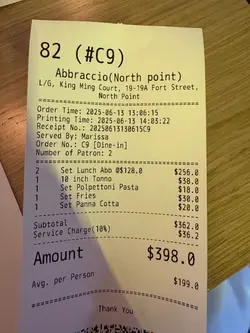 82 (#C9)
Abbraccio(North point)
L/G, King Ming Court, 19-19A Fort Street,
North Point
Order Time: 2025-06-13 13:06:15
Printing Time: 2025-06-13 14:03:22
Receipt No.: 20250613130615C9
Served By: Marissa
Order No.: C9 [Dine-in]
Number of Patron: 2
2 Set Lunch Abb @$128.0 $256.0
1 10 inch Tonno $38.0
1 Set Polpettoni Pasta $18.0
1 Set Fries $30.0
1 Set Panna Cotta $20.0
Subtotal $362.0
Service Charge(10%) $36.2
Amount $398.0
Avg. per Person $199.0
Thank You